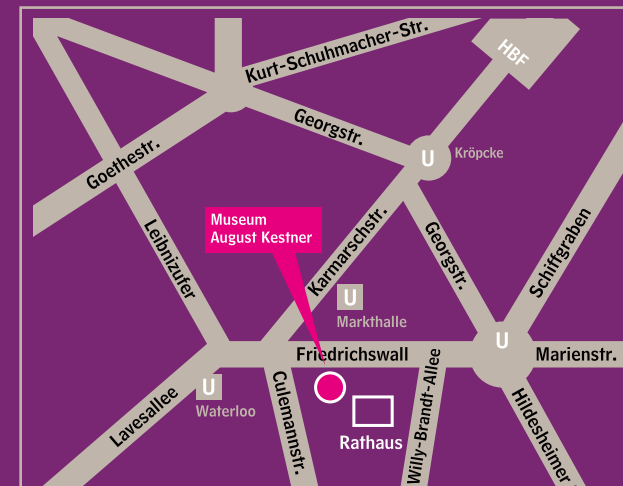 Kurt-Schuhmacher-Str.
HBF
Georgstr.
U
Kröpcke
Goethestr.
Museum
August Kestner
Leibnizufer
Karmarschstr.
Georgstr.
Schiffgraben
U
Markthalle
U
Friedrichswall
Marienstr.
U
Waterloo
Lavesallee
Culemannstr.
Rathaus
Willy-Brandt-Allee
Hildesheimer